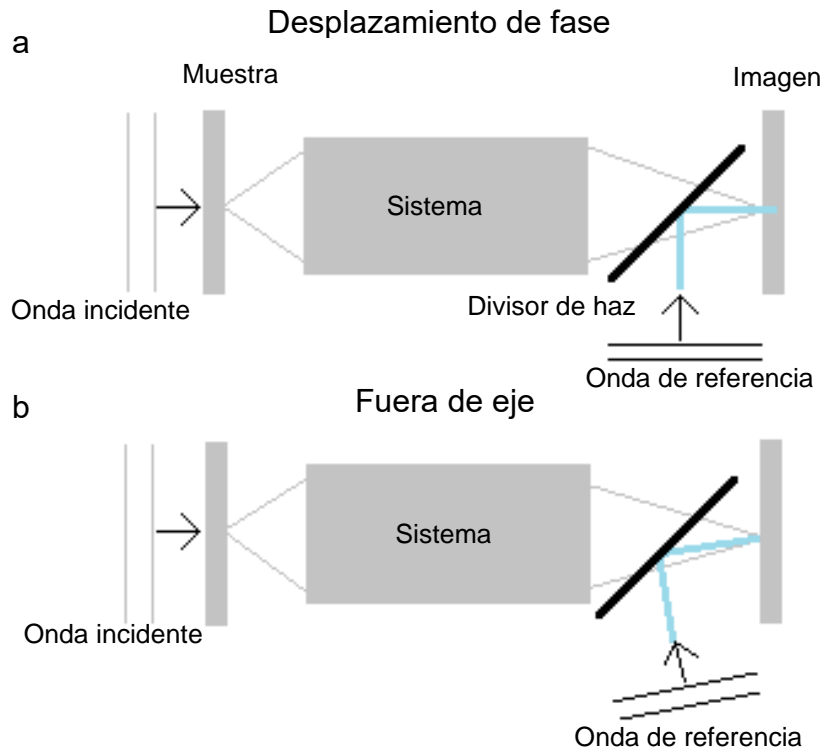 Desplazamiento de fase
a
Muestra
Imagen
Sistema
Onda incidente
Divisor de haz
Onda de referencia
b
Fuera de eje
Sistema
Onda incidente
Onda de referencia